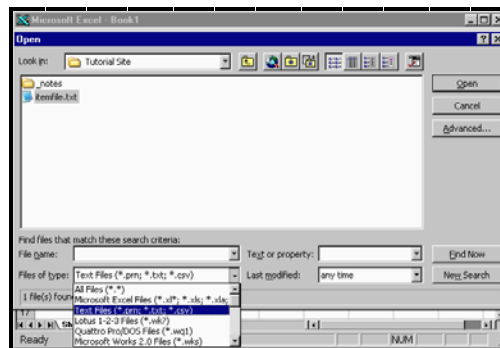 Microsoft Excel - Book1
Open
Look in: Tutorial Site
_notes
itemfile.txt
Open
Cancel
Advanced...
Find files that match these search criteria:
File name: Text or property: Find Now
Files of type: Text Files (*.prn; *.txt; *.csv) Last modified: any time New Search
All Files (*.*)
1 file(s) foun
Microsoft Excel Files (*.xl*; *.xls; *.xla;
Text Files (*.prn; *.txt; *.csv)
17
Lotus 1-2-3 Files (*.wk?)
Quattro Pro/DOS Files (*.wq1)
Ready
Microsoft Works 2.0 Files (*.wks)
NUM